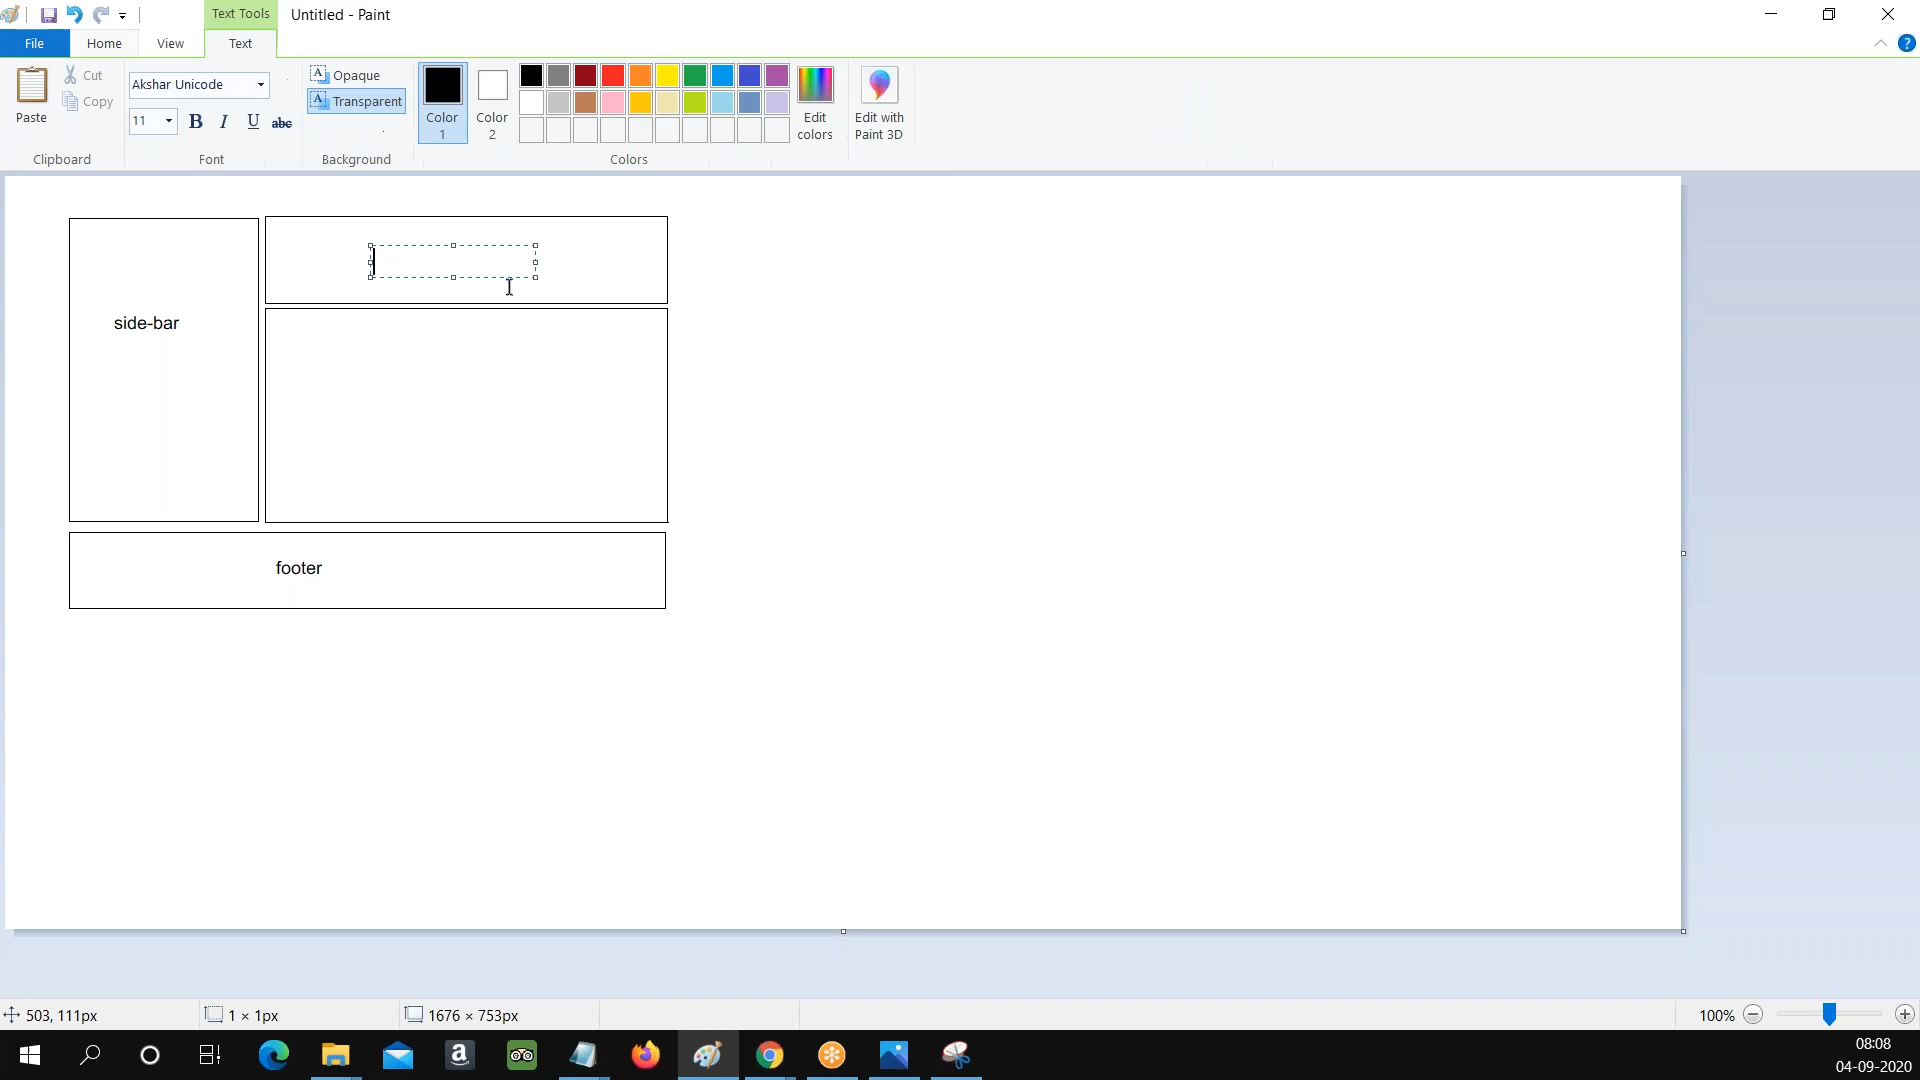 Text Tools
Untitled - Paint
File
Home
View
Text
Paste
Cut
Copy
Clipboard
Akshar Unicode
11
B I U abc
Font
Opaque
Transparent
Background
Color 1
Color 2
Edit colors
Colors
Edit with Paint 3D
side-bar
footer
503, 111px
1 × 1px
1676 × 753px
100%
08:08
04-09-2020